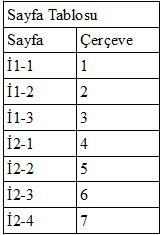 Sayfa Tablosu
Sayfa Çerçeve
İ1-1 1
İ1-2 2
İ1-3 3
İ2-1 4
İ2-2 5
İ2-3 6
İ2-4 7